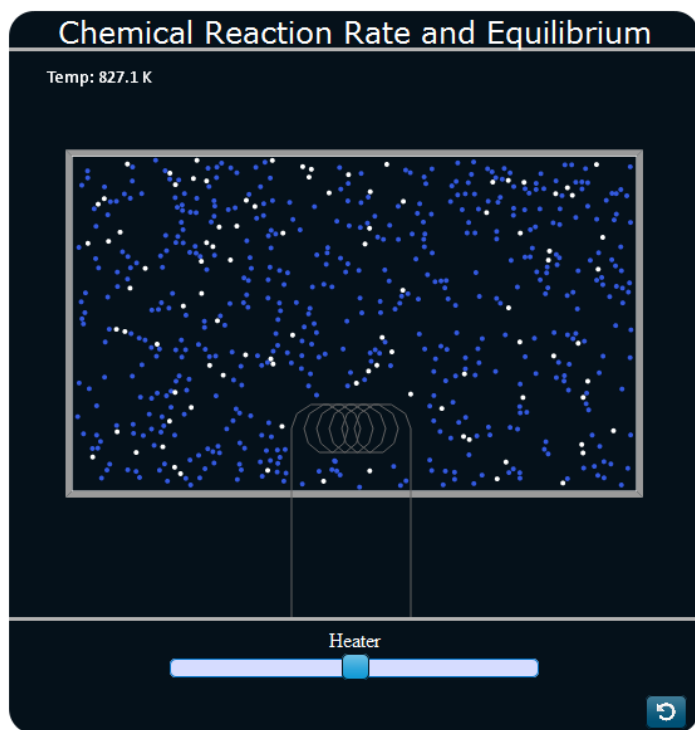 Chemical Reaction Rate and Equilibrium
Temp: 827.1 K
Heater